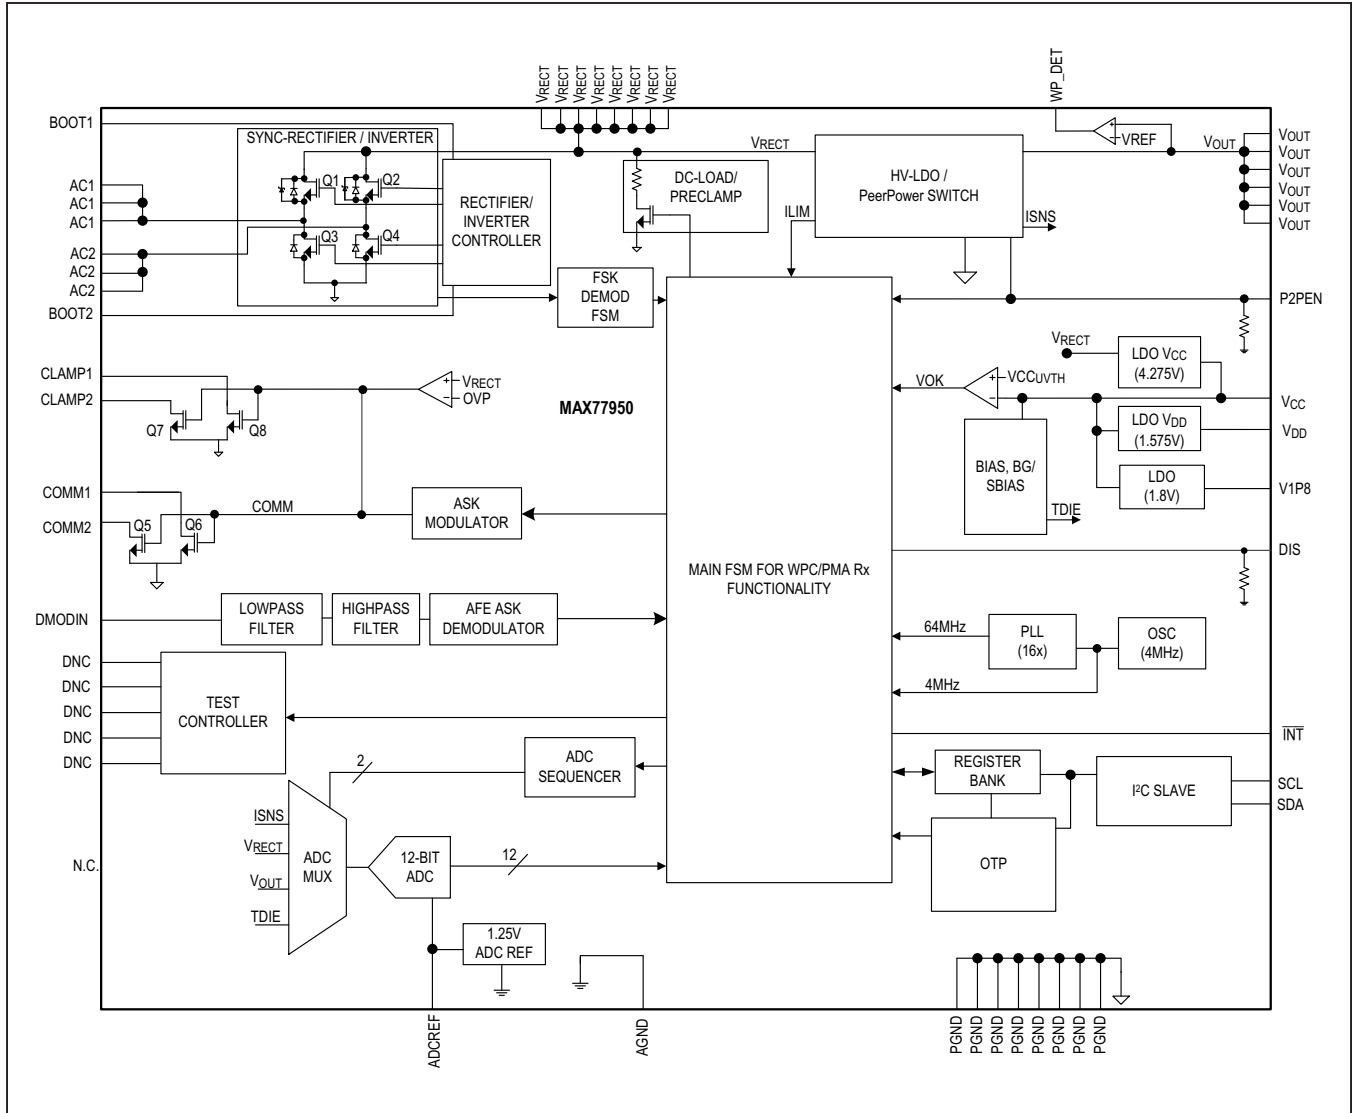 VRECT
VRECT
VRECT
VRECT
VRECT
VRECT
VRECT
VRECT
WP_DET
BOOT1
SYNC-RECTIFIER / INVERTER
VRECT
VREF
VOUT
VOUT
VOUT
VOUT
VOUT
VOUT
VOUT
AC1
AC1
AC1
AC2
AC2
AC2
BOOT2
Q1
Q2
Q3
Q4
RECTIFIER/
INVERTER
CONTROLLER
DC-LOAD/
PRECLAMP
HV-LDO /
PeerPower SWITCH
ILIM
ISNS
FSK
DEMOD
FSM
P2PEN
CLAMP1
CLAMP2
Q7
Q8
VRECT
OVP
MAX77950
VRECT
LDO VCC
(4.275V)
VOK
VCCUVTH
VCC
LDO VDD
(1.575V)
VDD
BIAS, BG/
SBIAS
LDO
(1.8V)
V1P8
TDIE
COMM1
COMM2
Q5
Q6
COMM
ASK
MODULATOR
DIS
MAIN FSM FOR WPC/PMA Rx
FUNCTIONALITY
DMODIN
LOWPASS
FILTER
HIGHPASS
FILTER
AFE ASK
DEMODULATOR
64MHz
PLL
(16x)
OSC
(4MHz)
4MHz
DNC
DNC
DNC
DNC
DNC
TEST
CONTROLLER
INT
2
ADC
SEQUENCER
REGISTER
BANK
I²C SLAVE
SCL
SDA
ISNS
VRECT
VOUT
TDIE
ADC
MUX
12-BIT
ADC
12
OTP
N.C.
1.25V
ADC REF
ADCREF
AGND
PGND
PGND
PGND
PGND
PGND
PGND
PGND
PGND